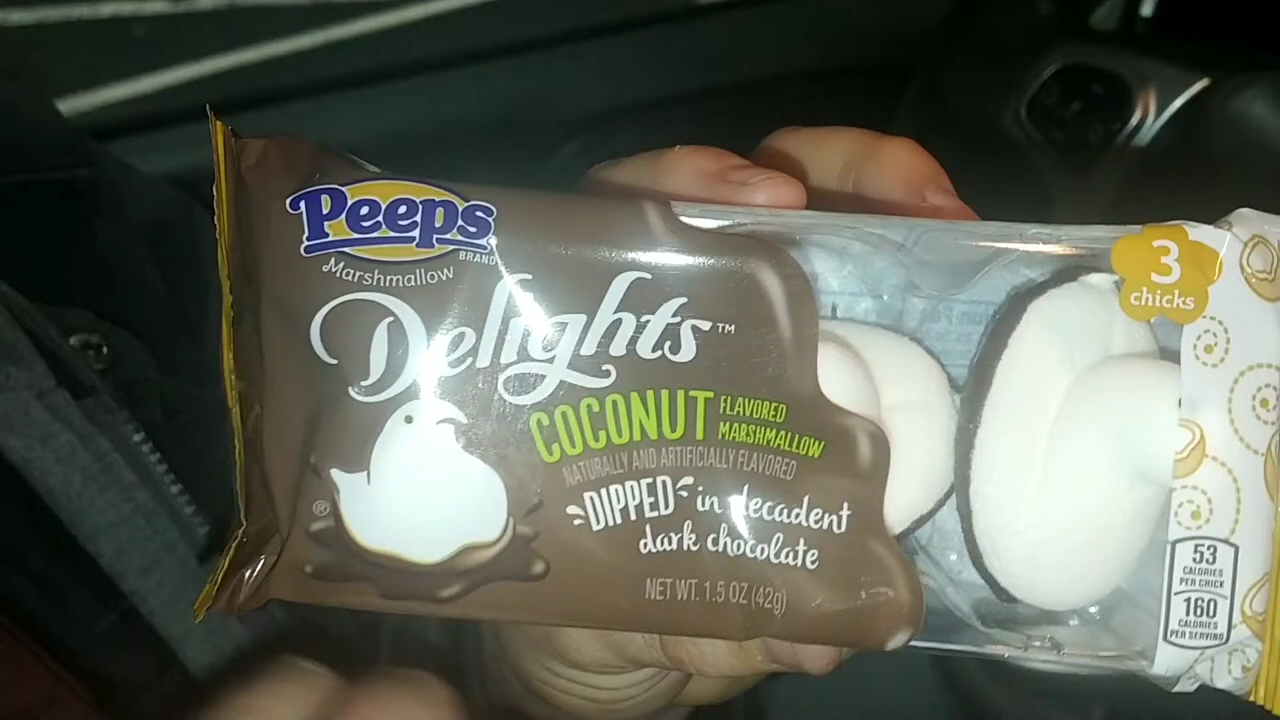 Peeps
BRAND
Marshmallow
Delights™
COCONUT FLAVORED
MARSHMALLOW
NATURALLY AND ARTIFICIALLY FLAVORED
DIPPED in decadent
dark chocolate
®
NET WT. 1.5 OZ (42g)
3
chicks
53
CALORIES
PER CHICK
160
CALORIES
PER SERVING